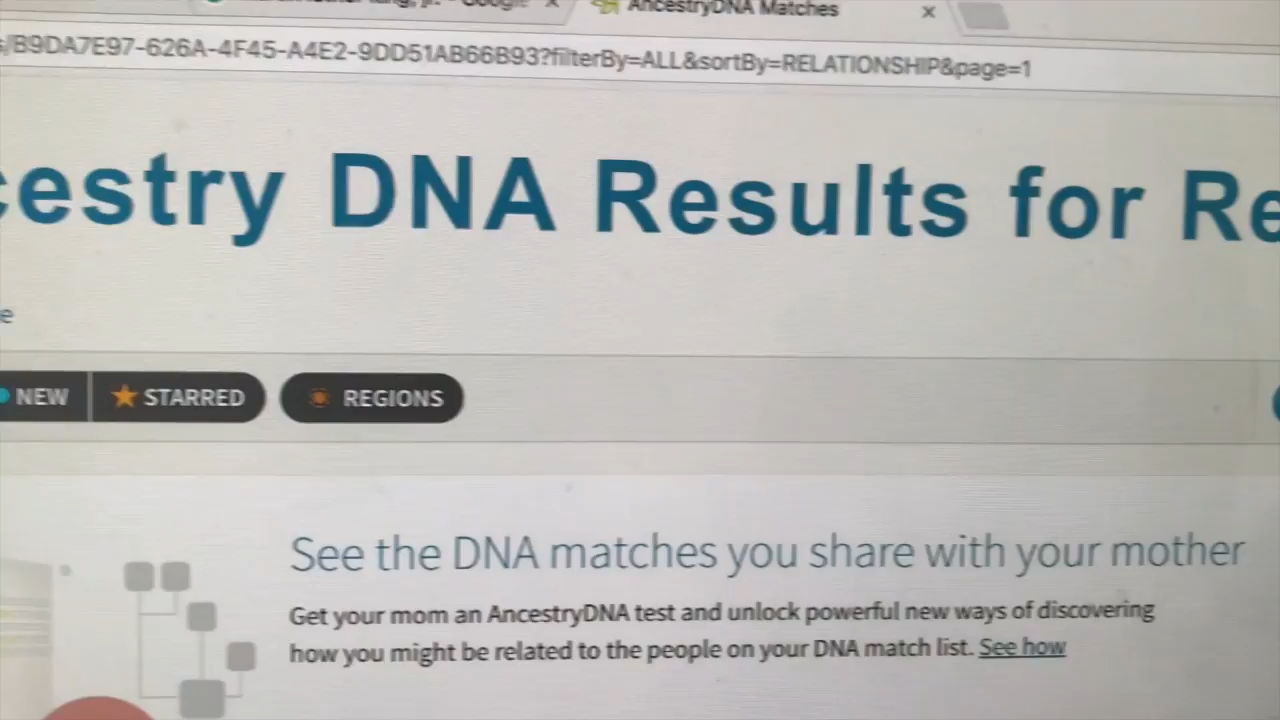 AncestryDNA Matches
/B9DA7E97-626A-4F45-A4E2-9DD51AB66B93?filterBy=ALL&sortBy=RELATIONSHIP&page=1
cestry DNA Results for Re
e
NEW STARRED REGIONS
See the DNA matches you share with your mother
Get your mom an AncestryDNA test and unlock powerful new ways of discovering
how you might be related to the people on your DNA match list. See how